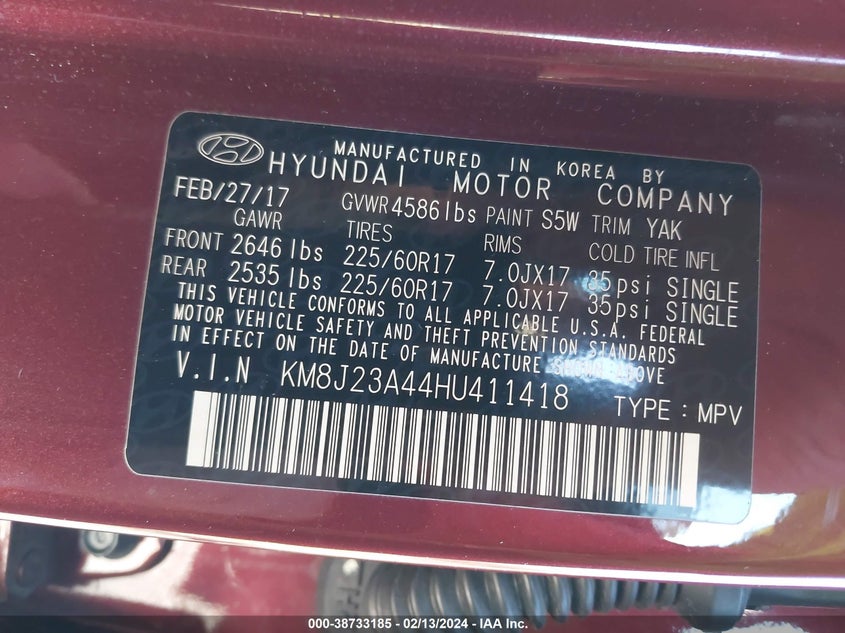 MANUFACTURED IN KOREA BY
HYUNDAI MOTOR COMPANY
FEB/27/17 GVWR 4586 lbs PAINT S5W TRIM YAK
GAWR TIRES RIMS COLD TIRE INFL
FRONT 2646 lbs 225/60R17 7.0JX17 35psi SINGLE
REAR 2535 lbs 225/60R17 7.0JX17 35psi SINGLE
THIS VEHICLE CONFORMS TO ALL APPLICABLE U.S.A. FEDERAL
MOTOR VEHICLE SAFETY AND THEFT PREVENTION STANDARDS
IN EFFECT ON THE DATE OF MANUFACTURE SHOWN ABOVE
V.I.N KM8J23A44HU411418 TYPE : MPV
000-38733185 - 02/13/2024 - IAA Inc.